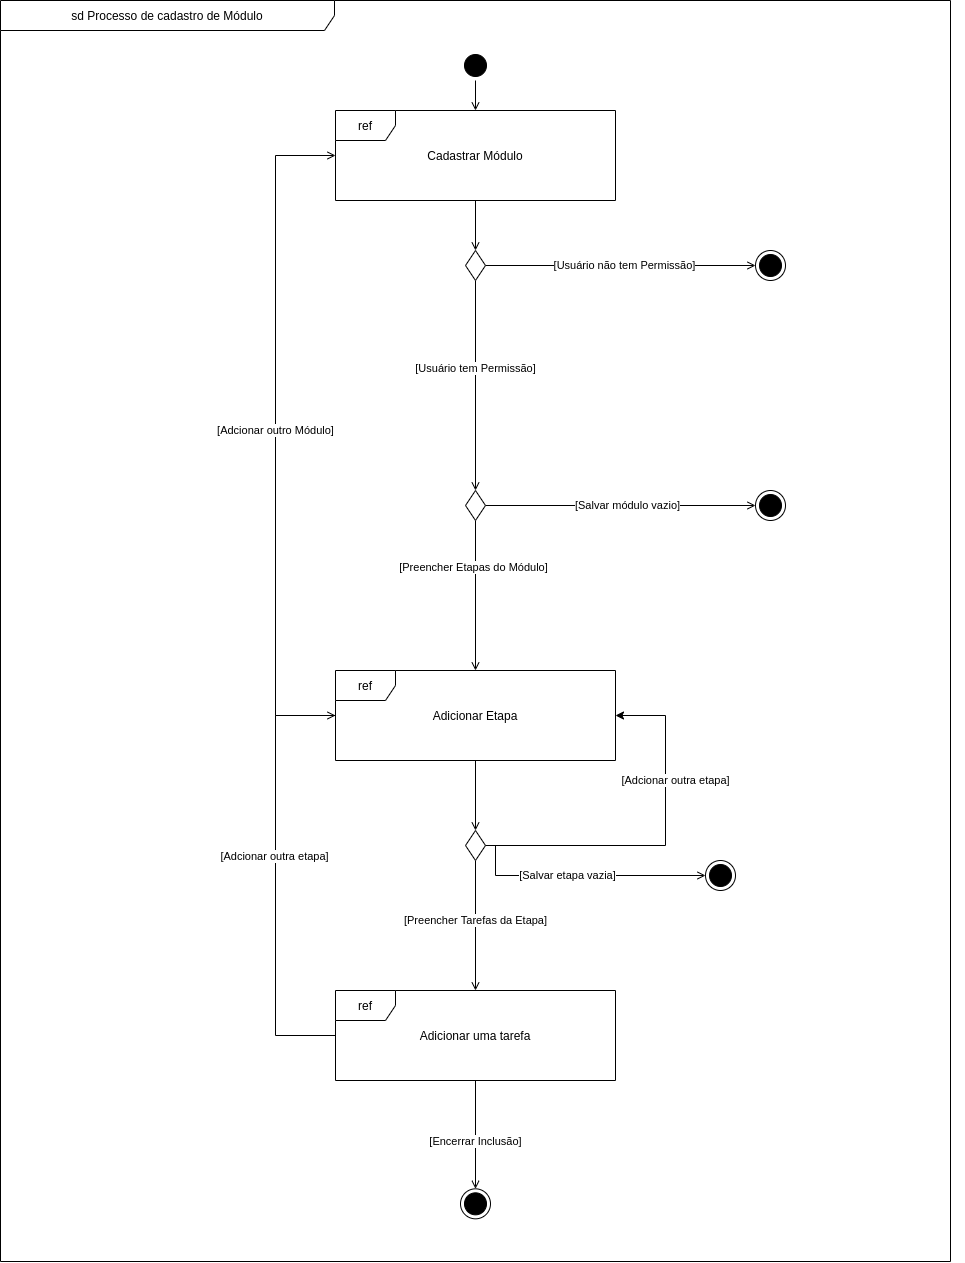 sd Processo de cadastro de Módulo
ref
Cadastrar Módulo
[Usuário não tem Permissão]
[Usuário tem Permissão]
[Adcionar outro Módulo]
[Salvar módulo vazio]
[Preencher Etapas do Módulo]
ref
Adicionar Etapa
[Adcionar outra etapa]
[Adcionar outra etapa]
[Salvar etapa vazia]
[Preencher Tarefas da Etapa]
ref
Adicionar uma tarefa
[Encerrar Inclusão]